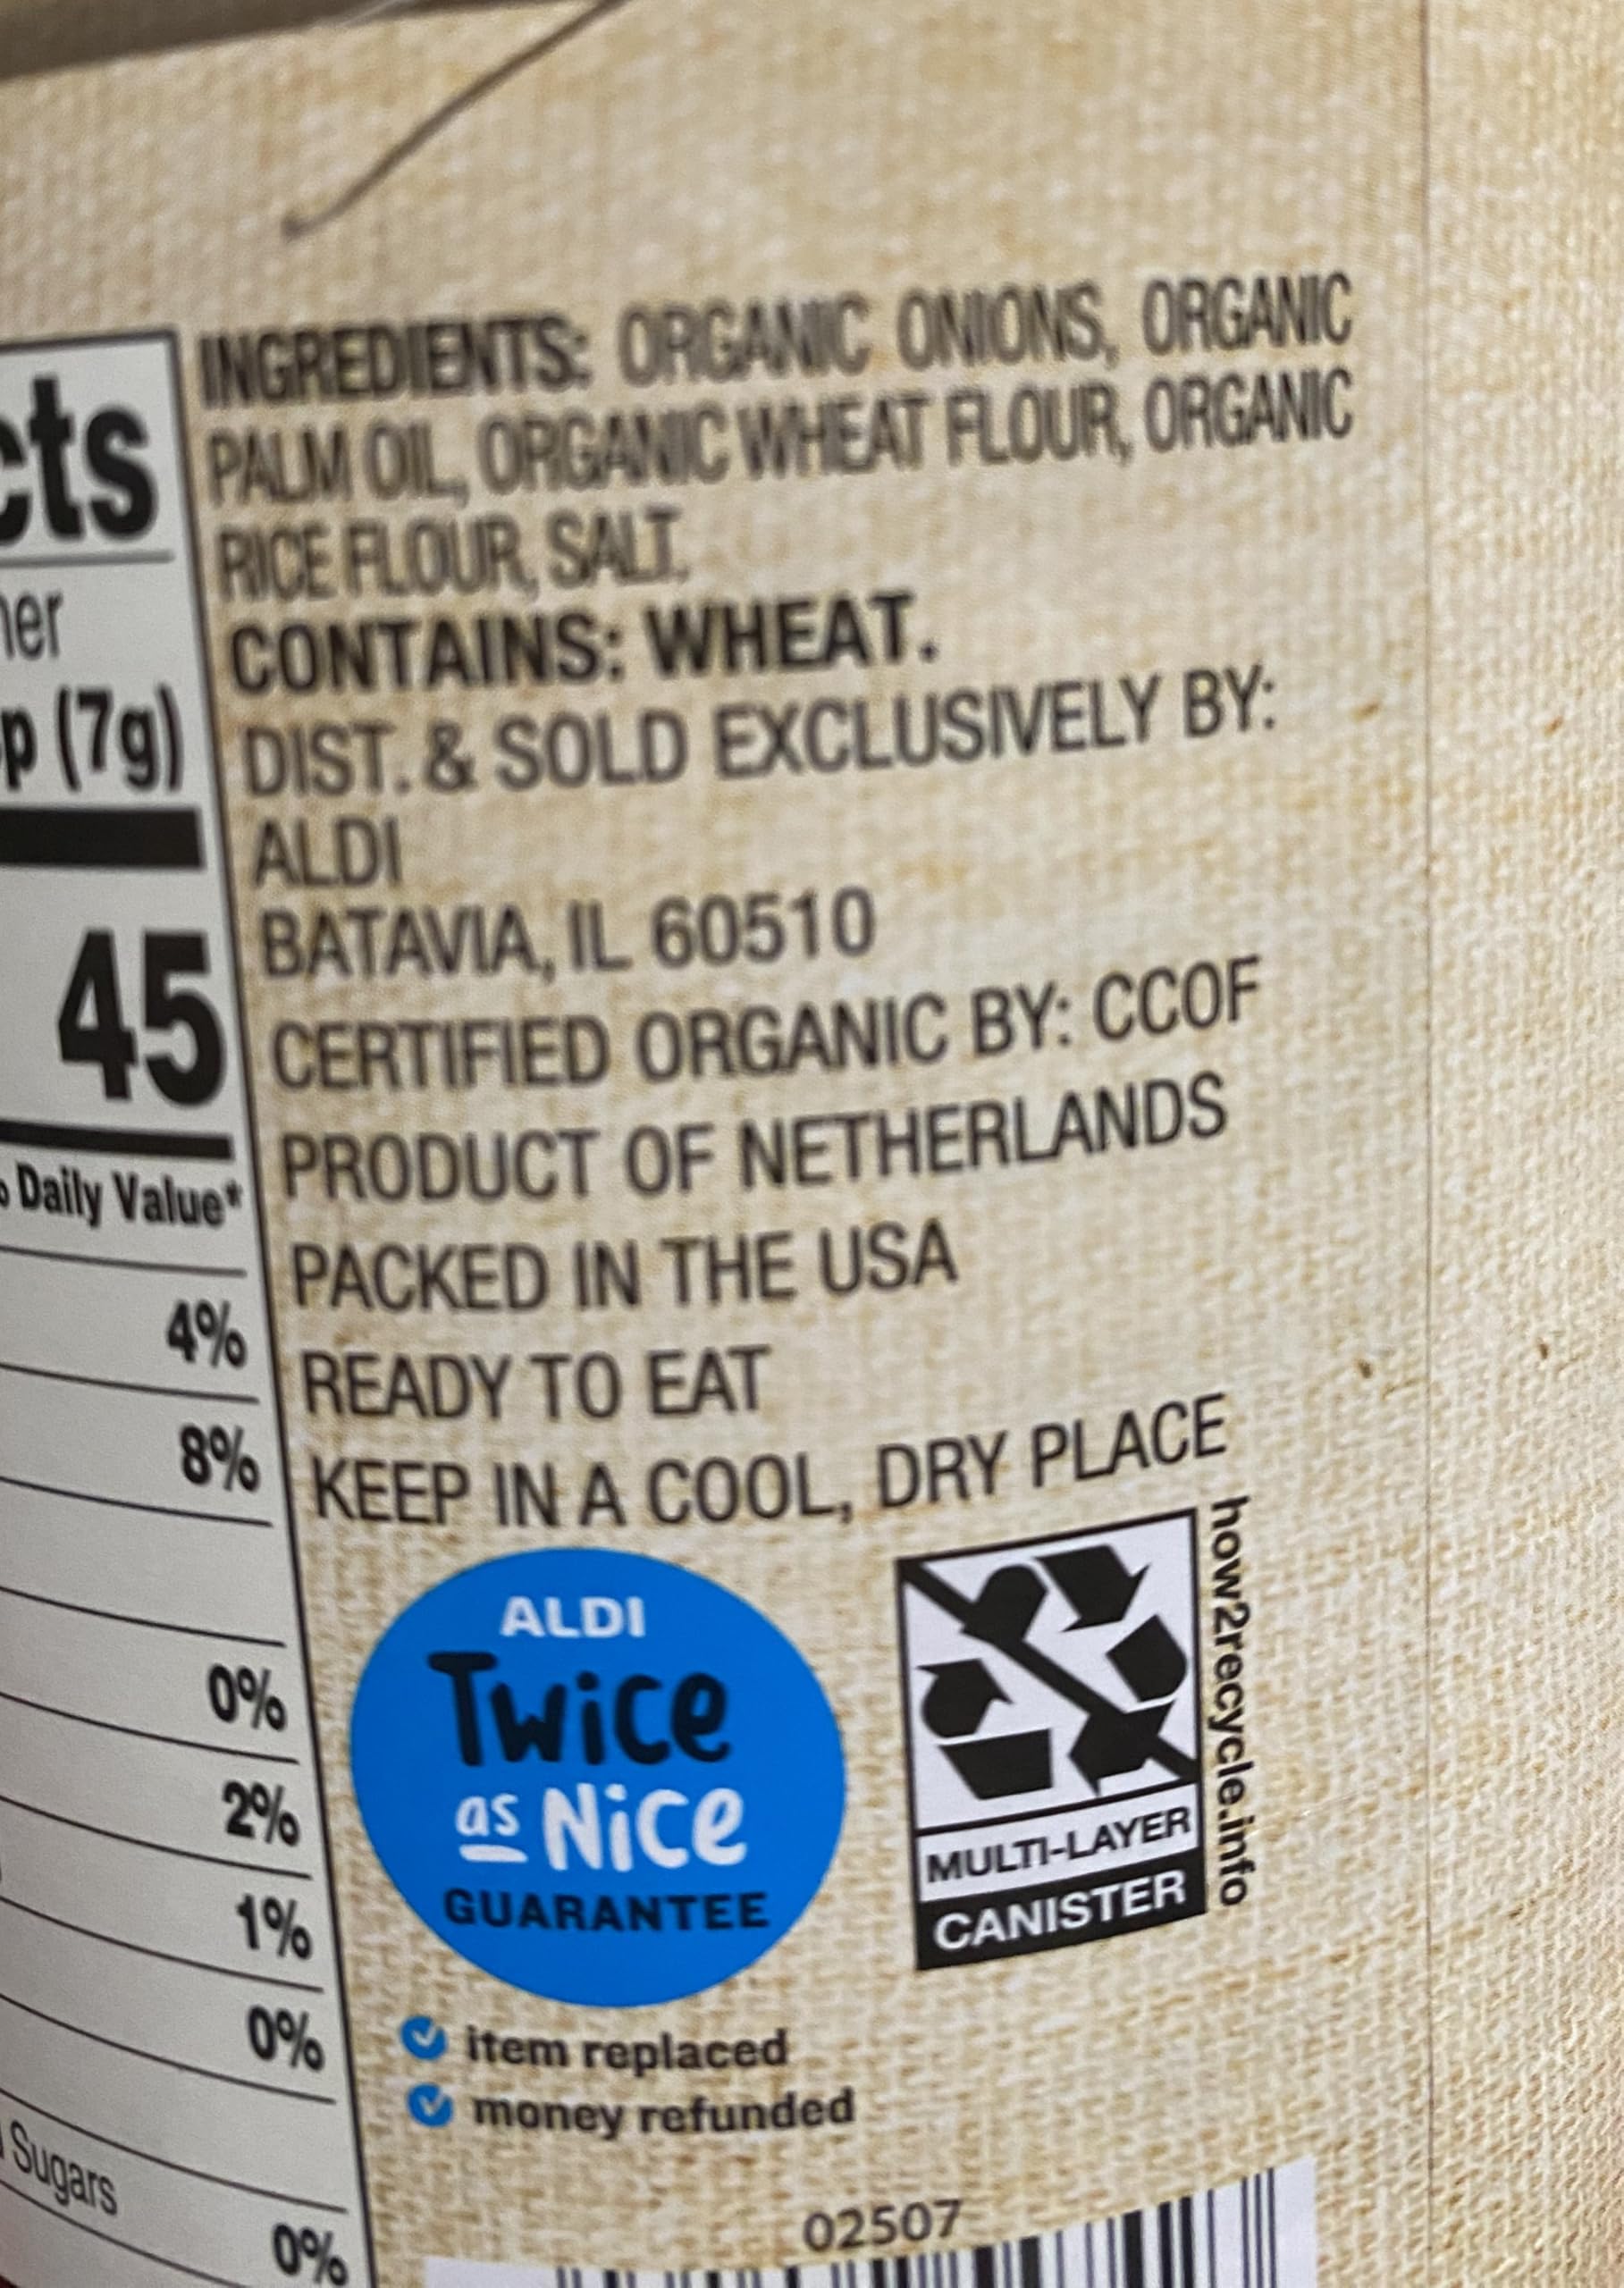 cts
ner
p (7g)
45
% Daily Value*
4%
8%
0%
2%
1%
0%
Sugars
0%
INGREDIENTS: ORGANIC ONIONS, ORGANIC
PALM OIL, ORGANIC WHEAT FLOUR, ORGANIC
RICE FLOUR, SALT.
CONTAINS: WHEAT.
DIST. & SOLD EXCLUSIVELY BY:
ALDI
BATAVIA, IL 60510
CERTIFIED ORGANIC BY: CCOF
PRODUCT OF NETHERLANDS
PACKED IN THE USA
READY TO EAT
KEEP IN A COOL, DRY PLACE
ALDI
Twice
as Nice
GUARANTEE
item replaced
money refunded
MULTI-LAYER
CANISTER
how2recycle.info
02507